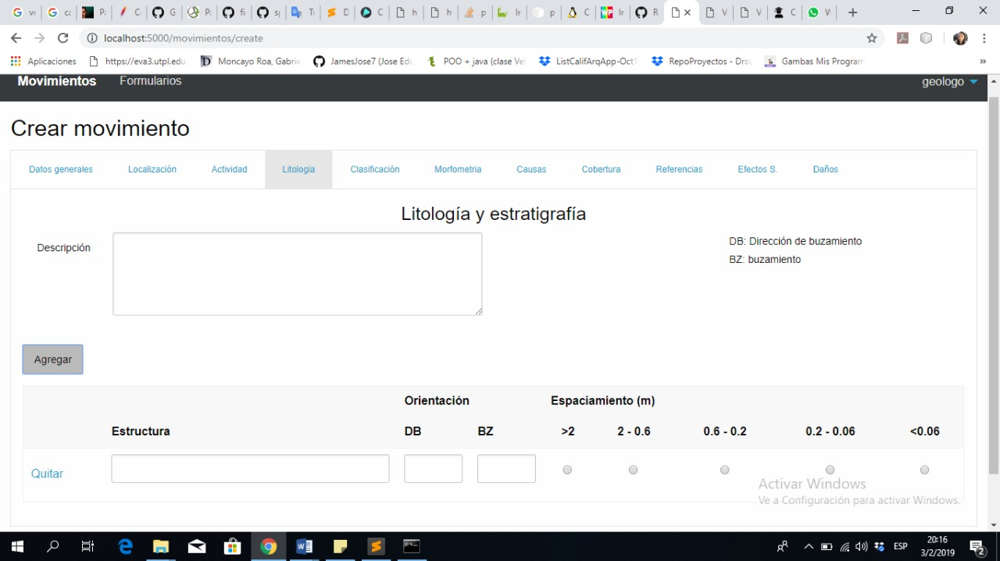 localhost:5000/movimientos/create
Aplicaciones https://eva3.utpl.edu. Moncayo Roa, Gabrie JamesJose7 (Jose Edu POO + java (clase Vel ListCalifArqApp-Oct1 RepoProyectos - Dro Gambas Mis Program »
Movimientos Formularios geologo
Crear movimiento
Datos generales Localización Actividad Litologia Clasificación Morfometria Causas Cobertura Referencias Efectos S. Daños
Litología y estratigrafía
Descripción
DB: Dirección de buzamiento
BZ: buzamiento
Agregar
Orientación Espaciamiento (m)
Estructura DB BZ >2 2 - 0.6 0.6 - 0.2 0.2 - 0.06 <0.06
Quitar
Activar Windows
Ve a Configuración para activar Windows.
ESP
20:16
3/2/2019
2